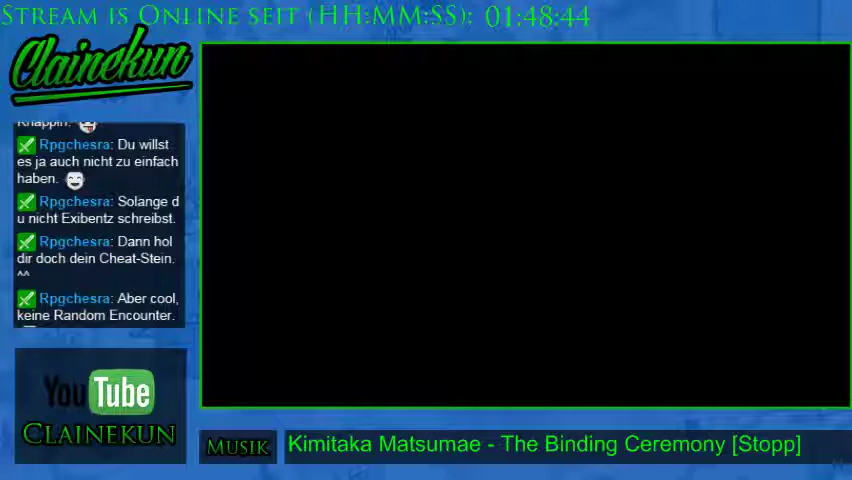 Stream is Online seit (HH:MM:SS): 01:48:44
Clainekun
Knappin.
Rpgchesra: Du willst
es ja auch nicht zu einfach
haben.
Rpgchesra: Solange d
u nicht Exibentz schreibst.
Rpgchesra: Dann hol
dir doch dein Cheat-Stein.
^^
Rpgchesra: Aber cool,
keine Random Encounter.
YouTube
Clainekun
Musik
Kimitaka Matsumae - The Binding Ceremony [Stopp]